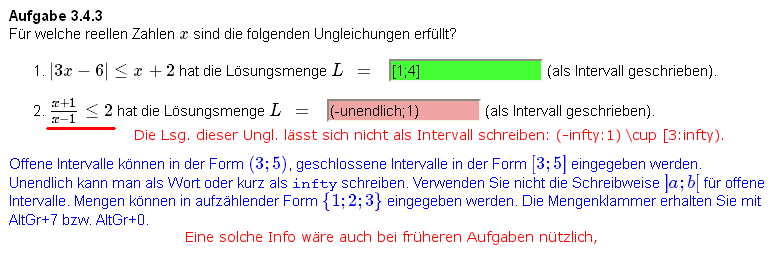 Aufgabe 3.4.3
Für welche reellen Zahlen x sind die folgenden Ungleichungen erfüllt?
1. |3x − 6| ≤ x + 2 hat die Lösungsmenge L = [1;4] (als Intervall geschrieben).
2. \frac{x+1}{x−1} ≤ 2 hat die Lösungsmenge L = (-unendlich;1) (als Intervall geschrieben).
Die Lsg. dieser Ungl. lässt sich nicht als Intervall schreiben: (-infty:1) \cup [3:infty).
Offene Intervalle können in der Form (3; 5), geschlossene Intervalle in der Form [3; 5] eingegeben werden.
Unendlich kann man als Wort oder kurz als infty schreiben. Verwenden Sie nicht die Schreibweise ]a; b[ für offene
Intervalle. Mengen können in aufzählender Form {1; 2; 3} eingegeben werden. Die Mengenklammer erhalten Sie mit
AltGr+7 bzw. AltGr+0.
Eine solche Info wäre auch bei früheren Aufgaben nützlich,